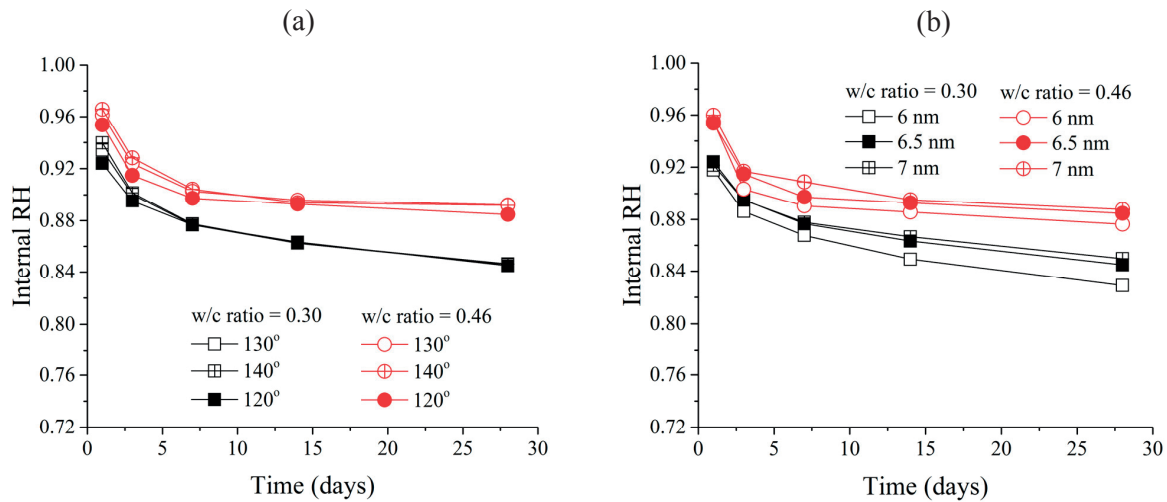 (a)
Internal RH
1.00
0.96
0.92
0.88
0.84
0.80
0.76
0.72
w/c ratio = 0.30 w/c ratio = 0.46
130° 130°
140° 140°
120° 120°
0 5 10 15 20 25 30
Time (days)
(b)
Internal RH
1.00
0.96
0.92
0.88
0.84
0.80
0.76
0.72
w/c ratio = 0.30 w/c ratio = 0.46
6 nm 6 nm
6.5 nm 6.5 nm
7 nm 7 nm
0 5 10 15 20 25 30
Time (days)